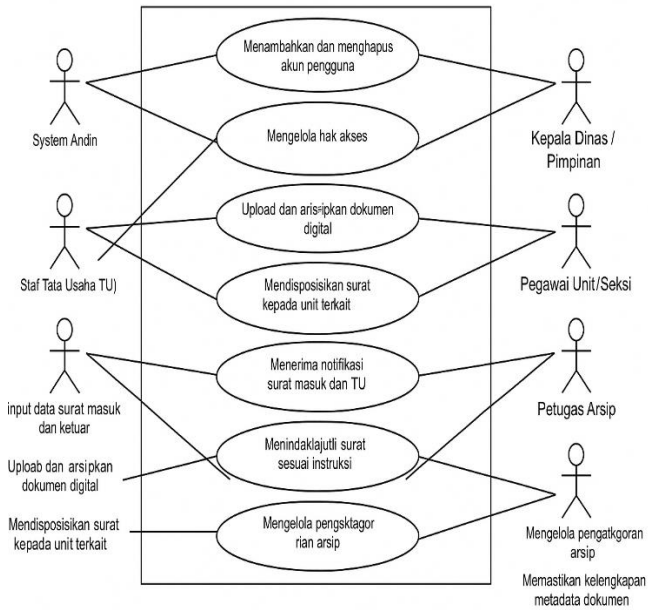 Menambahkan dan menghapus
akun pengguna
System Andin
Kepala Dinas /
Pimpinan
Mengelola hak akses
Upload dan arissipkan dokumen
digital
Staf Tata Usaha TU)
Pegawai Unit/Seksi
Mendisposisikan surat
kepada unit terkait
Menerima notifikasi
surat masuk dan TU
input data surat masuk
dan ketuar
Petugas Arsip
Menindaklajutli surat
sesuai instruksi
Uploab dan arsipkan
dokumen digital
Mengelola pengsktagor
rian arsip
Mendisposisikan surat
kepada unit terkait
Mengelola pengatkgoran
arsip
Memastikan kelengkapan
metadata dokumen